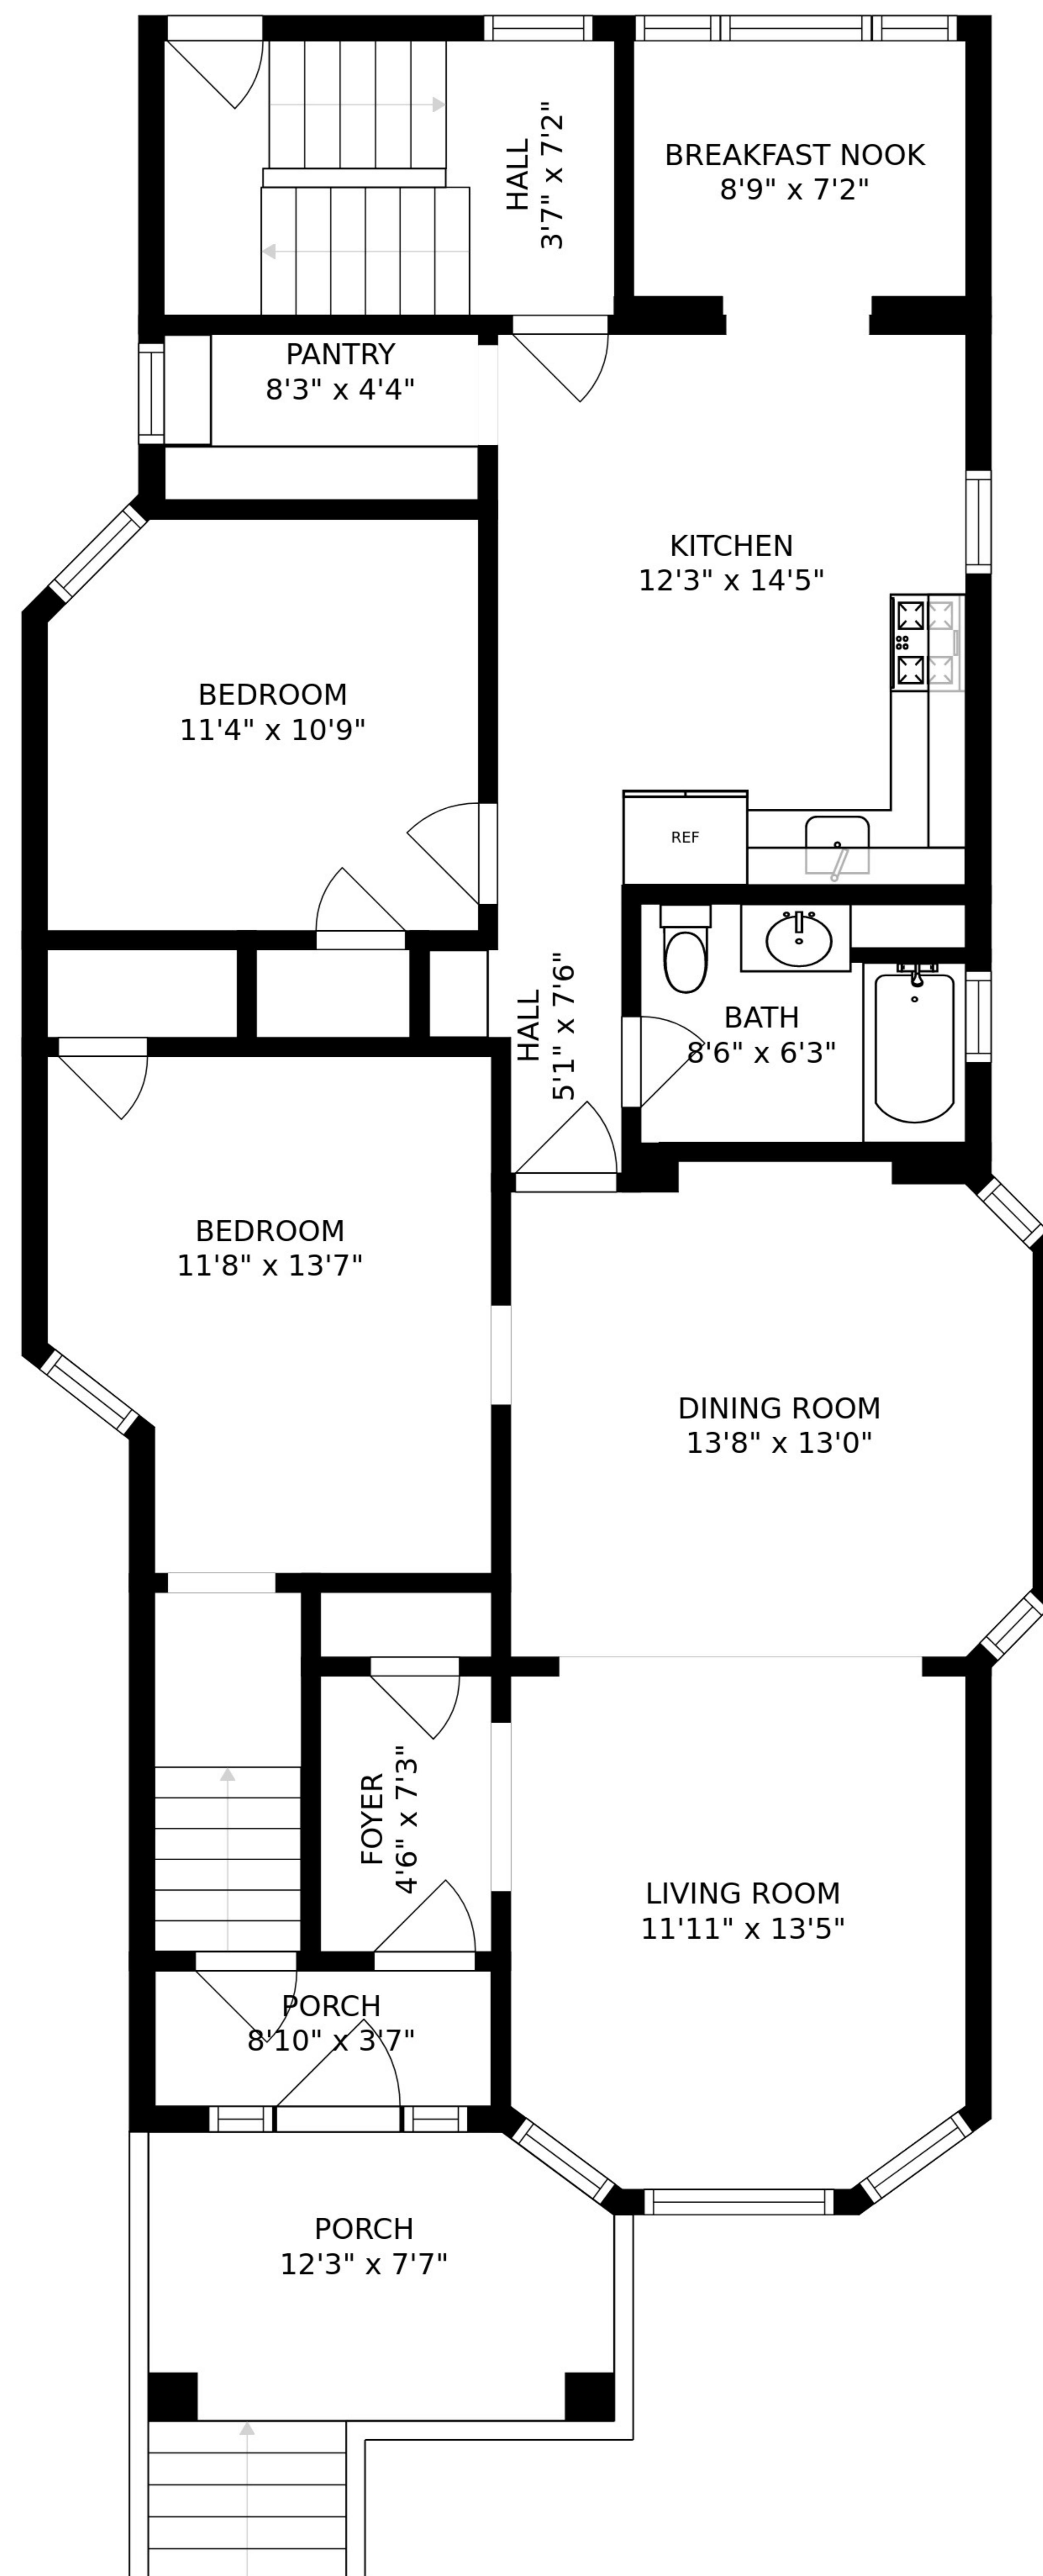 HALL
3'7" x 7'2"
BREAKFAST NOOK
8'9" x 7'2"
PANTRY
8'3" x 4'4"
KITCHEN
12'3" x 14'5"
BEDROOM
11'4" x 10'9"
REF
HALL
5'1" x 7'6"
BATH
8'6" x 6'3"
BEDROOM
11'8" x 13'7"
DINING ROOM
13'8" x 13'0"
FOYER
4'6" x 7'3"
LIVING ROOM
11'11" x 13'5"
PORCH
8'10" x 3'7"
PORCH
12'3" x 7'7"